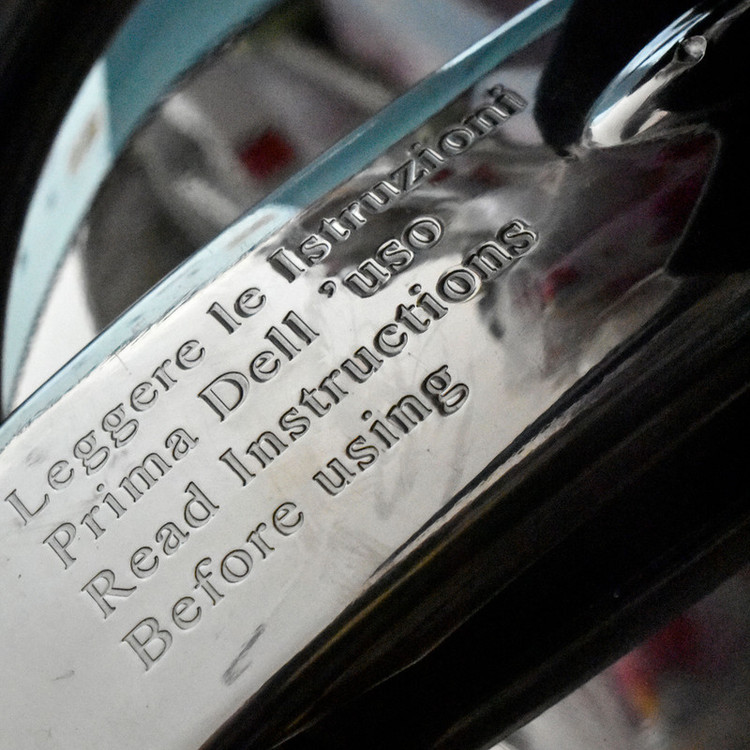 Leggere le Istruzioni
Prima Dell 'uso
Read Instructions
Before using